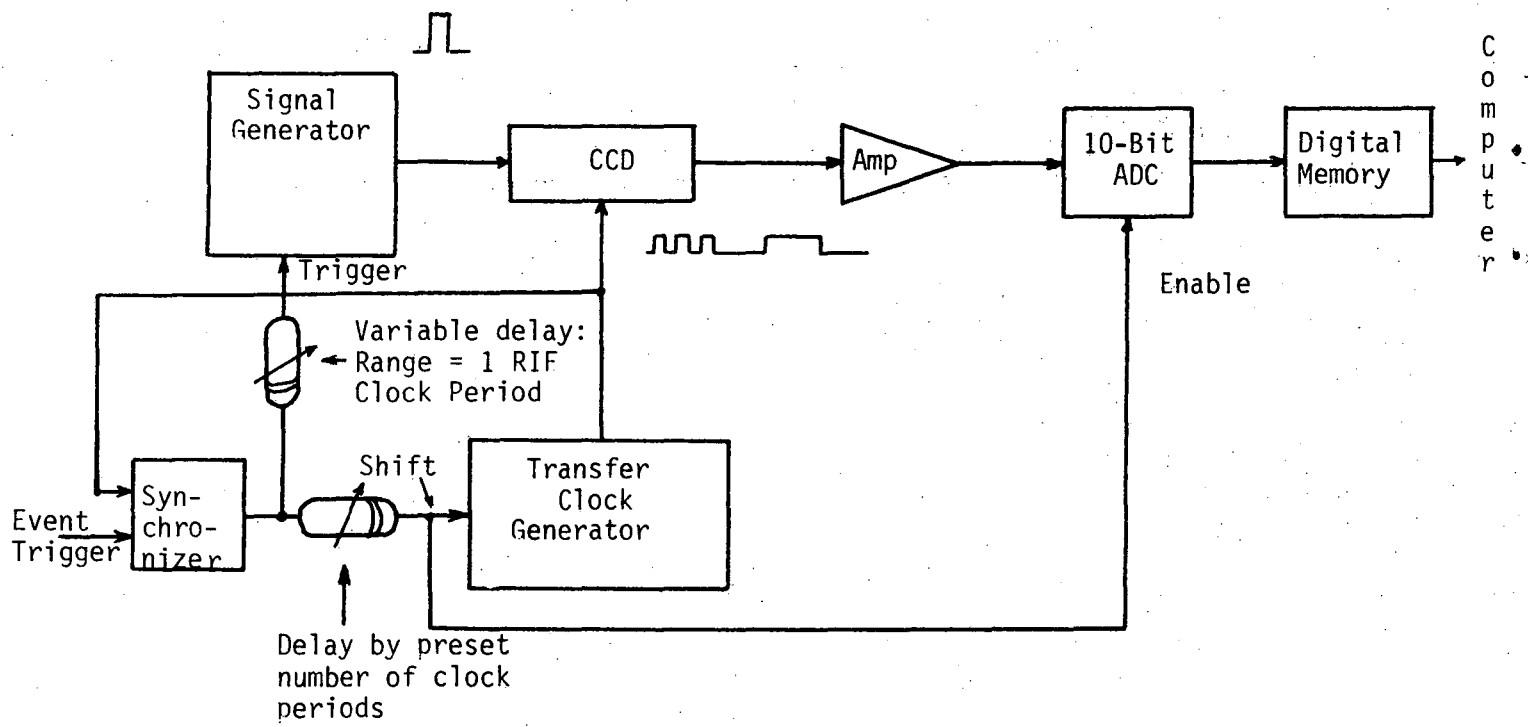 Signal
Generator
CCD
Amp
10-Bit
ADC
Digital
Memory
Computer
Trigger
Enable
Variable delay:
Range = 1 RIF
Clock Period
Shift
Transfer
Clock
Generator
Syn-
chro-
nizer
Event
Trigger
Delay by preset
number of clock
periods